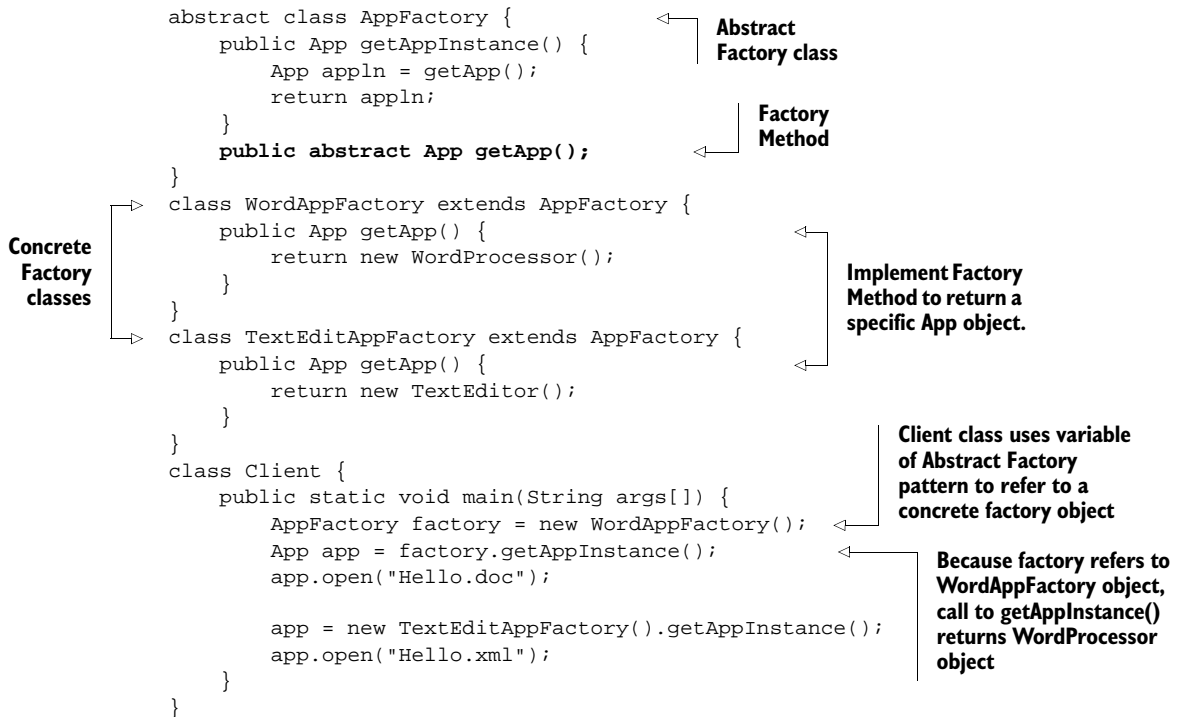 abstract class AppFactory {
Abstract
Factory class
public App getAppInstance() {
App appln = getApp();
return appln;
}
Factory
Method
public abstract App getApp();
}
class WordAppFactory extends AppFactory {
Concrete
Factory
classes
public App getApp() {
return new WordProcessor();
}
}
Implement Factory
Method to return a
specific App object.
class TextEditAppFactory extends AppFactory {
public App getApp() {
return new TextEditor();
}
}
class Client {
public static void main(String args[]) {
Client class uses variable
of Abstract Factory
pattern to refer to a
concrete factory object
AppFactory factory = new WordAppFactory();
App app = factory.getAppInstance();
app.open("Hello.doc");
Because factory refers to
WordAppFactory object,
call to getAppInstance()
returns WordProcessor
object
app = new TextEditAppFactory().getAppInstance();
app.open("Hello.xml");
}
}